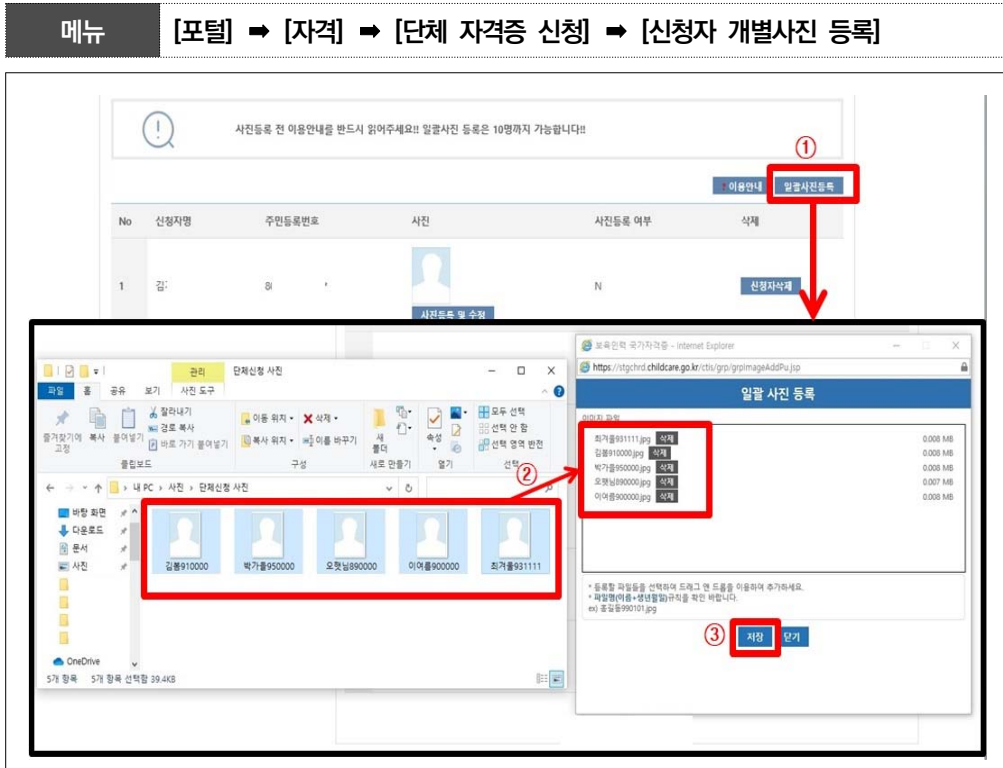 메뉴 [포털] ➡ [자격] ➡ [단체 자격증 신청] ➡ [신청자 개별사진 등록]
사진등록 전 이용안내를 반드시 읽어주세요!! 일괄사진 등록은 10명까지 가능합니다!!
①
! 이용안내 일괄사진등록
No 신청자명 주민등록번호 사진 사진등록 여부 삭제
1 김 N 신청자삭제
사진등록 및 수정
관리 단체신청 사진
파일 홈 공유 보기 사진 도구
즐겨찾기에 고정 복사 붙여넣기
잘라내기
경로 복사
바로 가기 붙여넣기
클립보드
이동 위치 삭제
복사 위치 이름 바꾸기
구성
새 폴더
새로 만들기
속성
열기
모두 선택
선택 안 함
선택 영역 반전
선택
②
내 PC > 사진 > 단체신청 사진
바탕 화면
다운로드
문서
사진
OneDrive
김봄910000 박가을950000 오햇님890000 이여름900000 최겨울931111
5개 항목 5개 항목 선택함 39.4KB
보육인력 국가자격증 - Internet Explorer
https://stgchrd.childcare.go.kr/ctis/grp/grpImageAddPu.jsp
일괄 사진 등록
이미지 파일
최겨울931111.jpg 삭제 0.008 MB
김봄910000.jpg 삭제 0.008 MB
박가을950000.jpg 삭제 0.008 MB
오햇님890000.jpg 삭제 0.007 MB
이여름900000.jpg 삭제 0.008 MB
* 등록할 파일들을 선택하여 드래그 앤 드롭을 이용하여 추가하세요.
* 파일명(이름+생년월일)규칙을 확인 바랍니다.
ex) 홍길동990101.jpg
③ 저장 닫기